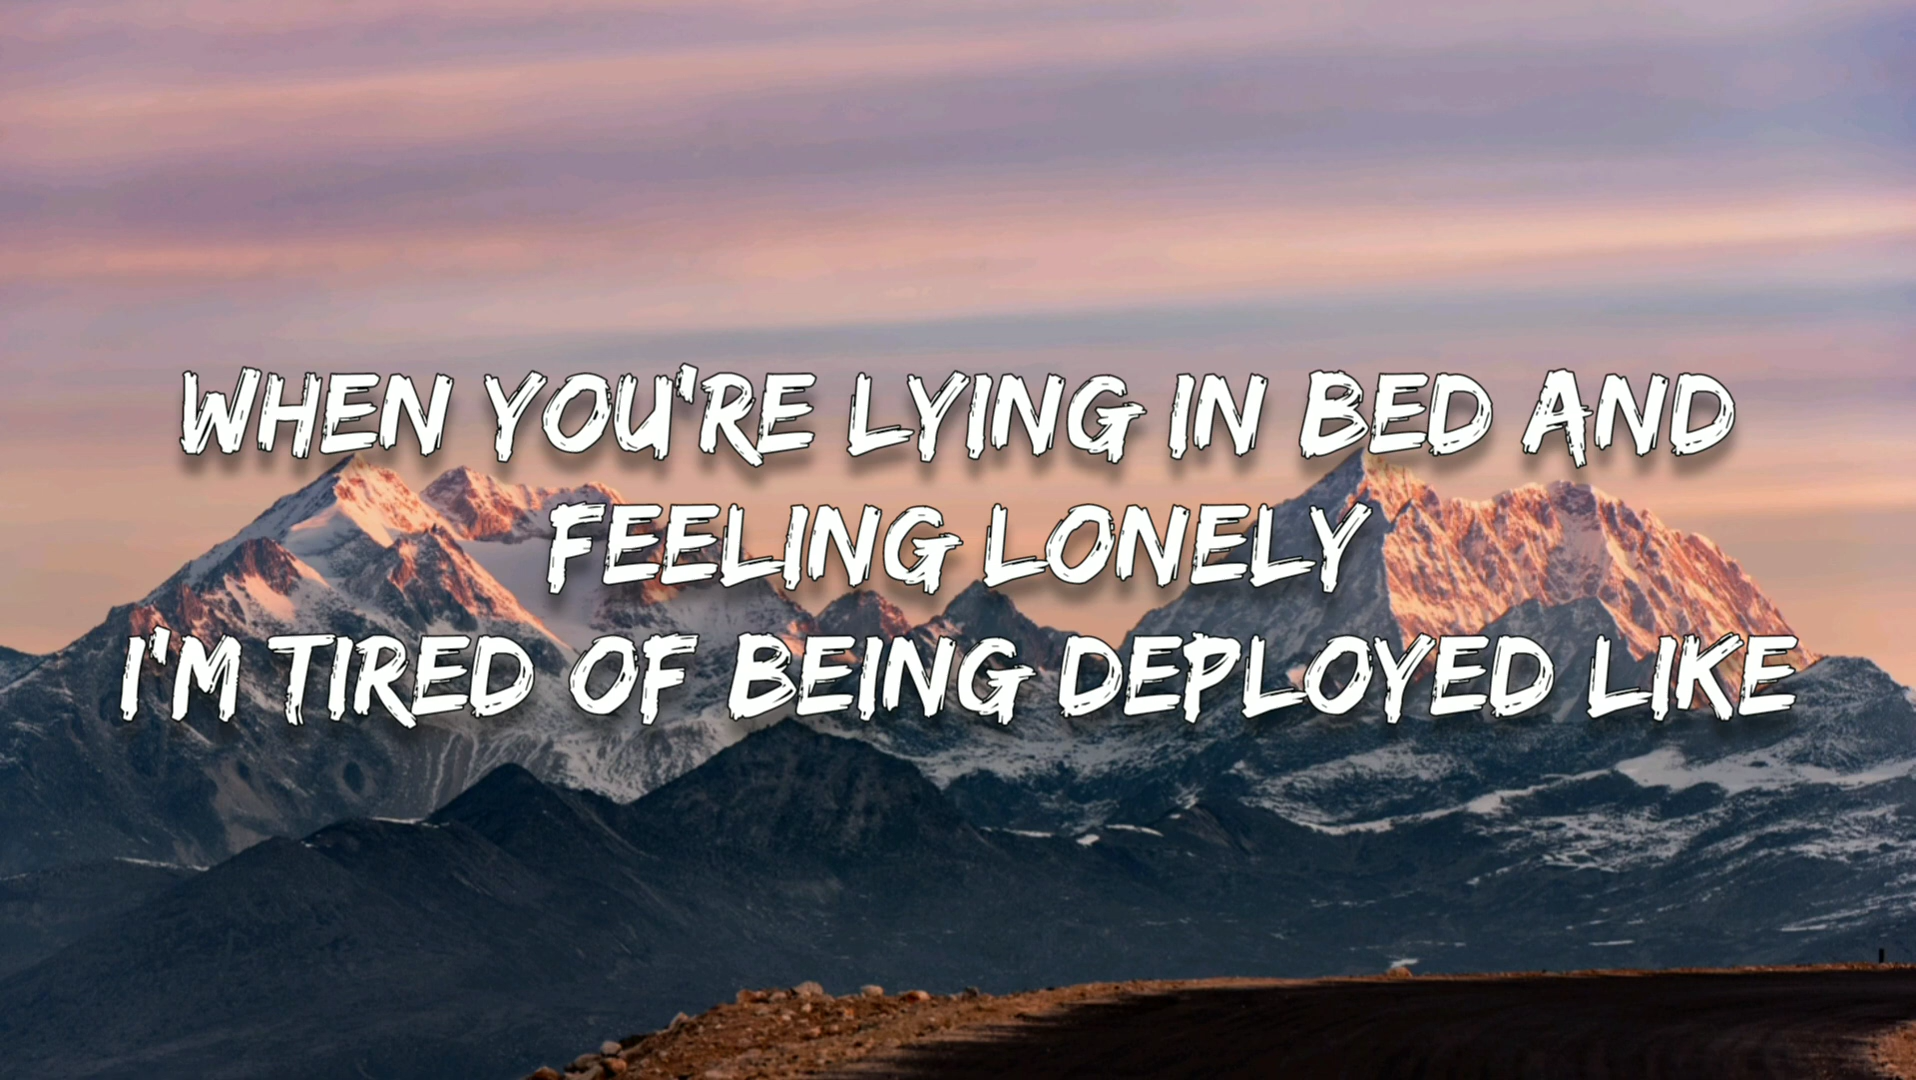 WHEN YOU'RE LYING IN BED AND
FEELING LONELY
I'M TIRED OF BEING DEPLOYED LIKE